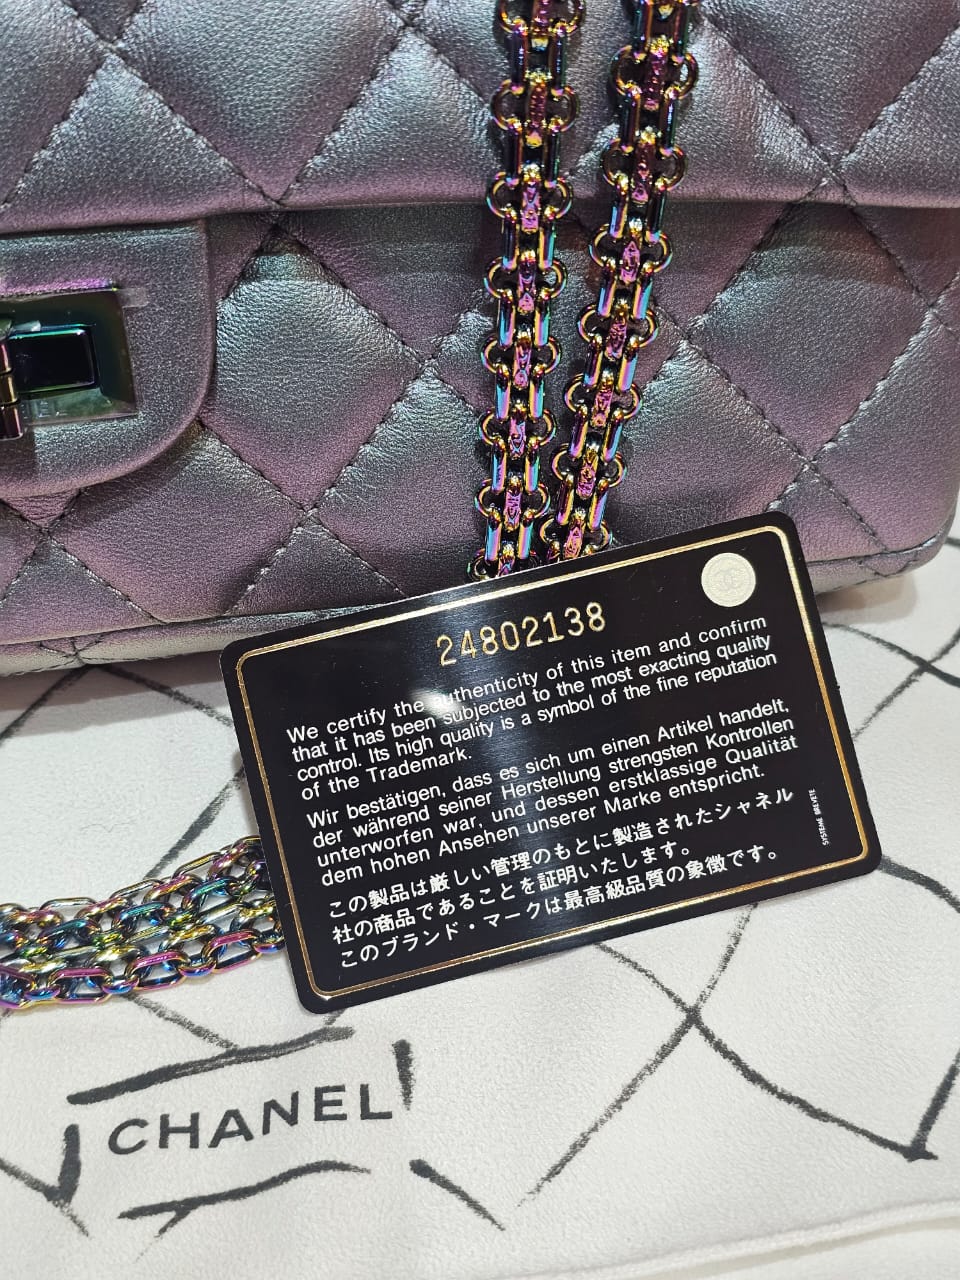 EL
24802138
We certify the authenticity of this item and confirm
that it has been subjected to the most exacting quality
control. Its high quality is a symbol of the fine reputation
of the Trademark.
Wir bestätigen, dass es sich um einen Artikel handelt,
der während seiner Herstellung strengsten Kontrollen
unterworfen war, und dessen erstklassige Qualität
dem hohen Ansehen unserer Marke entspricht.
この製品は厳しい管理のもとに製造されたシャネル
社の商品であることを証明いたします。
このブランド・マークは最高級品質の象徴です。
SYSTEME BREVETE
CHANEL